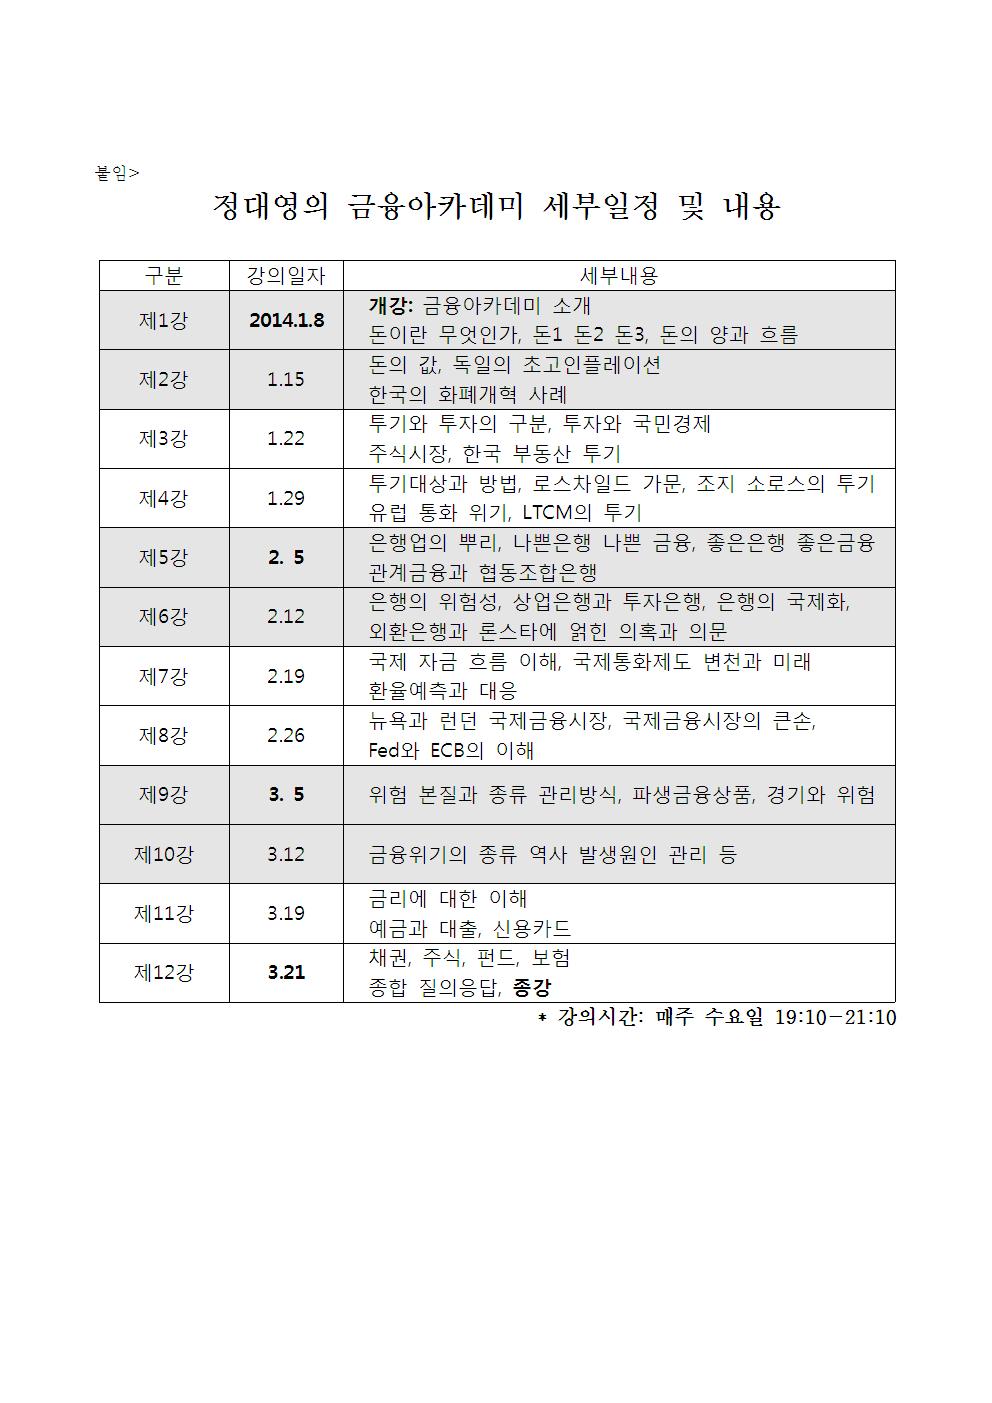 붙임>
정대영의 금융아카데미 세부일정 및 내용
구분 강의일자 세부내용
제1강 2014.1.8 개강: 금융아카데미 소개
돈이란 무엇인가, 돈1 돈2 돈3, 돈의 양과 흐름
제2강 1.15 돈의 값, 독일의 초고인플레이션
한국의 화폐개혁 사례
제3강 1.22 투기와 투자의 구분, 투자와 국민경제
주식시장, 한국 부동산 투기
제4강 1.29 투기대상과 방법, 로스차일드 가문, 조지 소로스의 투기
유럽 통화 위기, LTCM의 투기
제5강 2. 5 은행업의 뿌리, 나쁜은행 나쁜 금융, 좋은은행 좋은금융
관계금융과 협동조합은행
제6강 2.12 은행의 위험성, 상업은행과 투자은행, 은행의 국제화,
외환은행과 론스타에 얽힌 의혹과 의문
제7강 2.19 국제 자금 흐름 이해, 국제통화제도 변천과 미래
환율예측과 대응
제8강 2.26 뉴욕과 런던 국제금융시장, 국제금융시장의 큰손,
Fed와 ECB의 이해
제9강 3. 5 위험 본질과 종류 관리방식, 파생금융상품, 경기와 위험
제10강 3.12 금융위기의 종류 역사 발생원인 관리 등
제11강 3.19 금리에 대한 이해
예금과 대출, 신용카드
제12강 3.21 채권, 주식, 펀드, 보험
종합 질의응답, 종강
* 강의시간: 매주 수요일 19:10-21:10